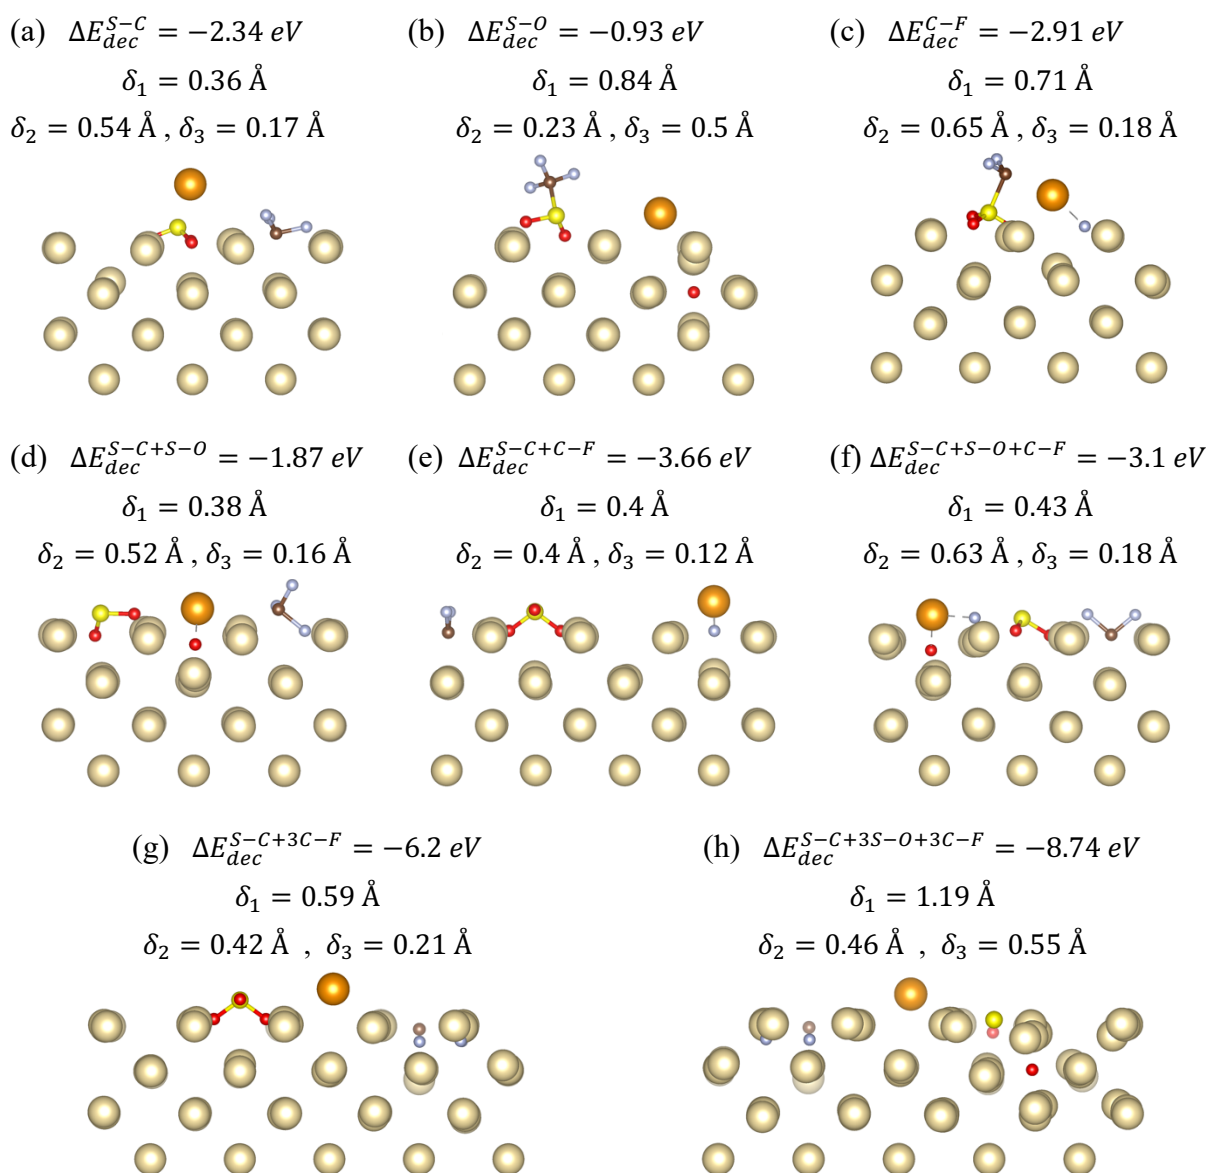 (a) ΔE_dec^{S−C} = −2.34 eV
δ₁ = 0.36 Å
δ₂ = 0.54 Å , δ₃ = 0.17 Å
(b) ΔE_dec^{S−O} = −0.93 eV
δ₁ = 0.84 Å
δ₂ = 0.23 Å , δ₃ = 0.5 Å
(c) ΔE_dec^{C−F} = −2.91 eV
δ₁ = 0.71 Å
δ₂ = 0.65 Å , δ₃ = 0.18 Å
(d) ΔE_dec^{S−C+S−O} = −1.87 eV
δ₁ = 0.38 Å
δ₂ = 0.52 Å , δ₃ = 0.16 Å
(e) ΔE_dec^{S−C+C−F} = −3.66 eV
δ₁ = 0.4 Å
δ₂ = 0.4 Å , δ₃ = 0.12 Å
(f) ΔE_dec^{S−C+S−O+C−F} = −3.1 eV
δ₁ = 0.43 Å
δ₂ = 0.63 Å , δ₃ = 0.18 Å
(g) ΔE_dec^{S−C+3C−F} = −6.2 eV
δ₁ = 0.59 Å
δ₂ = 0.42 Å , δ₃ = 0.21 Å
(h) ΔE_dec^{S−C+3S−O+3C−F} = −8.74 eV
δ₁ = 1.19 Å
δ₂ = 0.46 Å , δ₃ = 0.55 Å